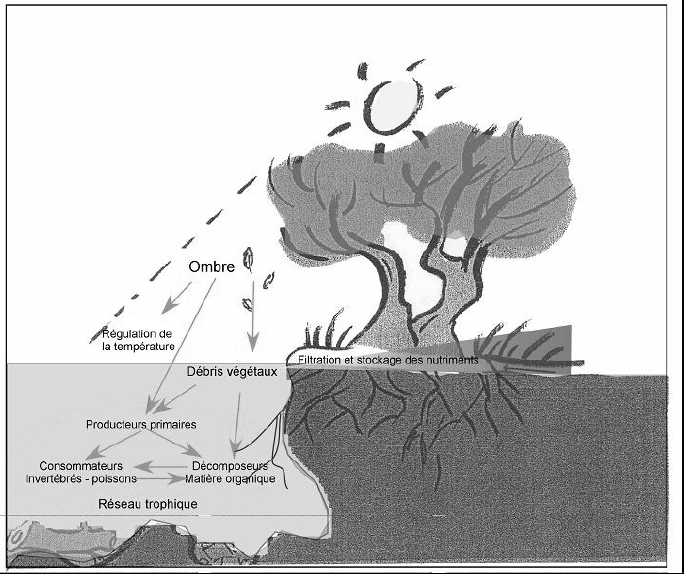 Ombre
Régulation de
la température
Filtration et stockage des nutriments
Débris végétaux
Producteurs primaires
Consommateurs
Invertébrés - poissons
Décomposeurs
Matière organique
Réseau trophique